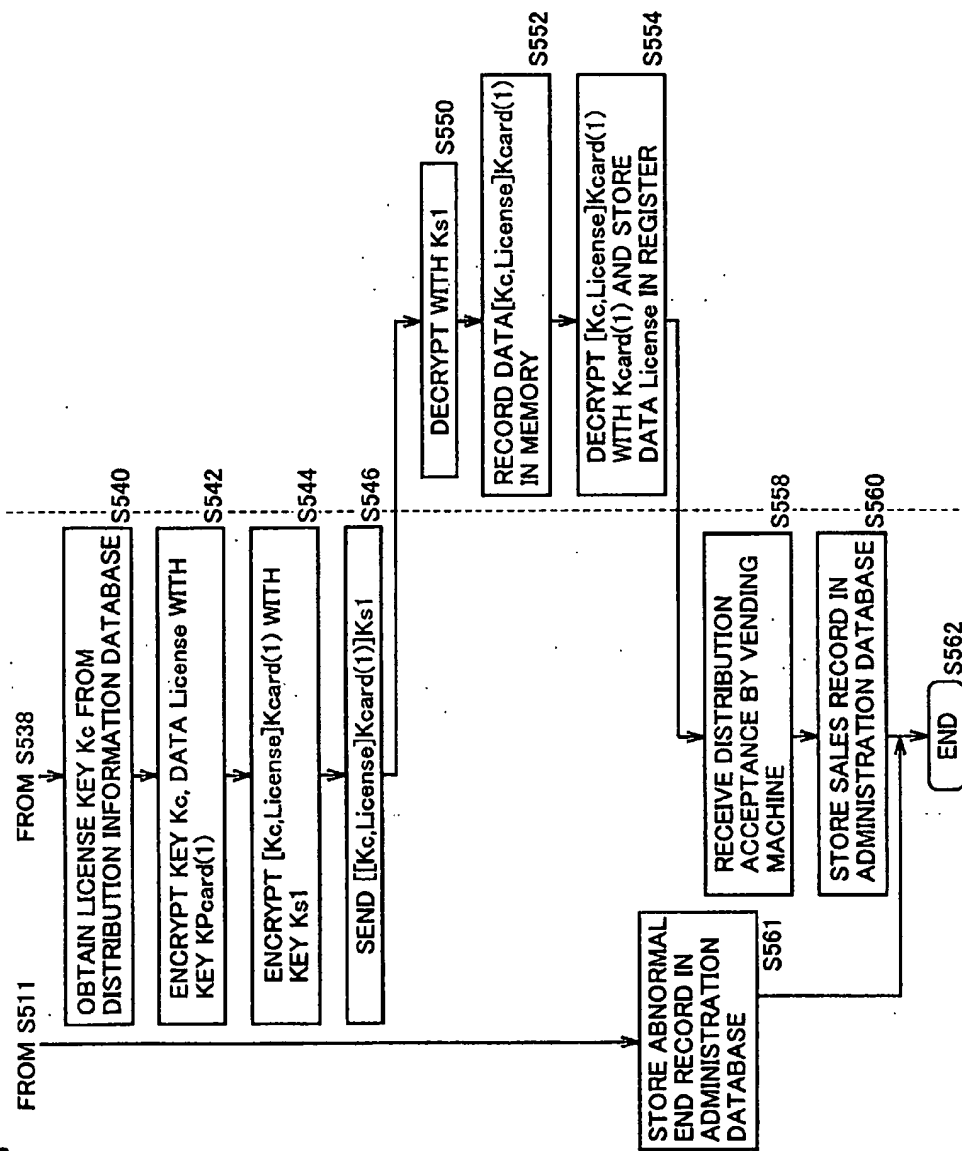 FROM S511
FROM S538
OBTAIN LICENSE KEY Kc FROM
DISTRIBUTION INFORMATION DATABASE
S540
ENCRYPT KEY Kc, DATA License WITH
KEY KPcard(1)
S542
ENCRYPT [Kc,License]Kcard(1) WITH
KEY Ks1
S544
SEND [[Kc,License]Kcard(1)]Ks1
S546
DECRYPT WITH Ks1
S550
RECORD DATA[Kc,License]Kcard(1)
IN MEMORY
S552
DECRYPT [Kc,License]Kcard(1)
WITH Kcard(1) AND STORE
DATA License IN REGISTER
S554
RECEIVE DISTRIBUTION
ACCEPTANCE BY VENDING
MACHINE
S558
STORE SALES RECORD IN
ADMINISTRATION DATABASE
S560
STORE ABNORMAL
END RECORD IN
ADMINISTRATION
DATABASE
S561
END
S562